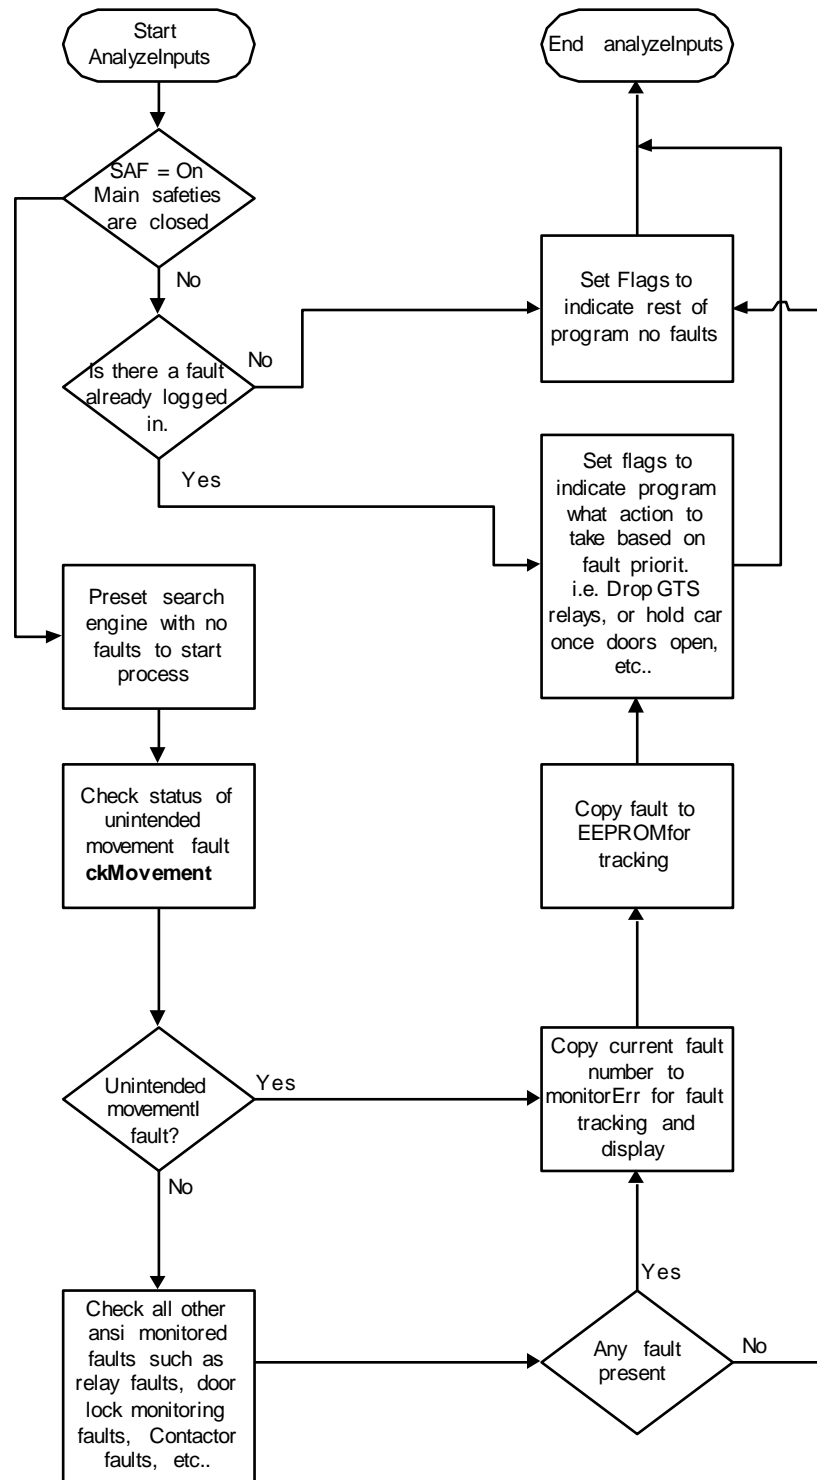 Start
AnalyzeInputs
End analyzeInputs
SAF = On
Main safeties
are closed
No
Set Flags to
indicate rest of
program no faults
Is there a fault
already logged
in.
No
Yes
Set flags to
indicate program
what action to
take based on
fault priorit.
i.e. Drop GTS
relays, or hold car
once doors open,
etc..
Preset search
engine with no
faults to start
process
Check status of
unintended
movement fault
ckMovement
Copy fault to
EEPROMfor
tracking
Unintended
movementl
fault?
Yes
No
Copy current fault
number to
monitorErr for fault
tracking and
display
Yes
Check all other
ansi monitored
faults such as
relay faults, door
lock monitoring
faults, Contactor
faults, etc..
Any fault
present
No